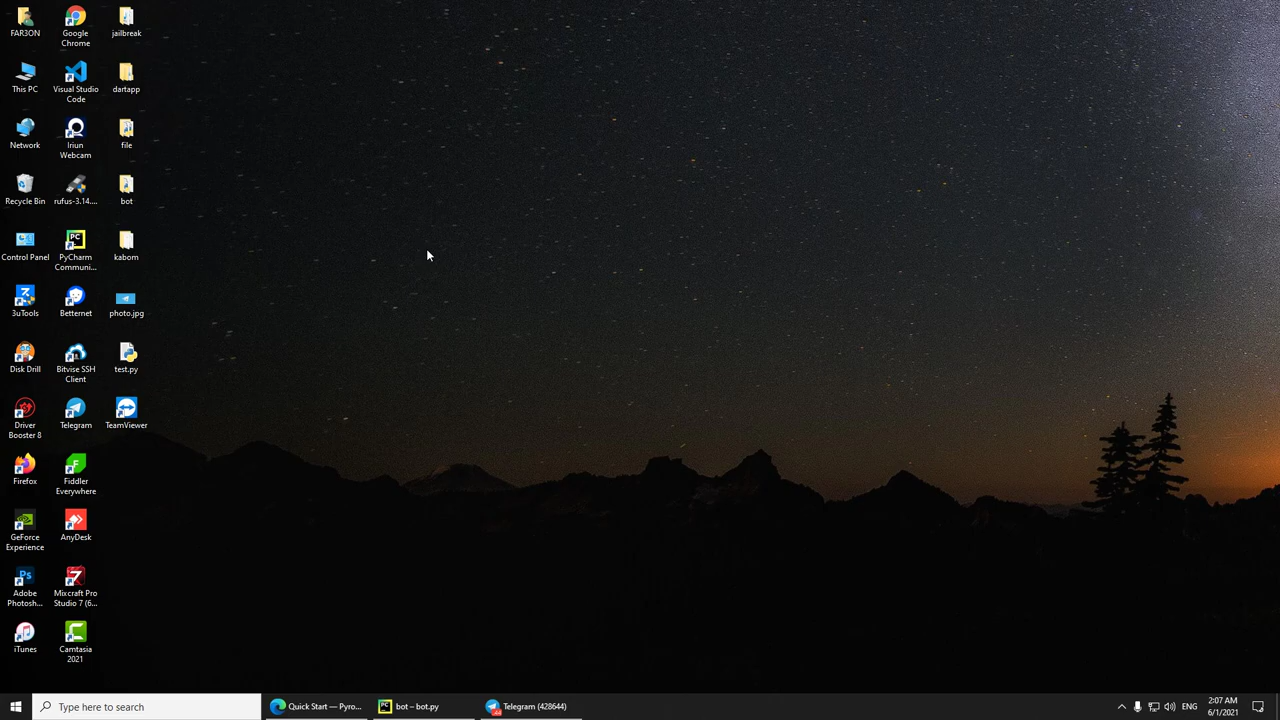 FAR3ON
This PC
Network
Recycle Bin
Control Panel
3uTools
Disk Drill
Driver
Booster 8
Firefox
GeForce
Experience
Adobe
Photosh...
iTunes
Google
Chrome
Visual Studio
Code
Iriun
Webcam
rufus-3.14....
PyCharm
Communi...
Betternet
Bitvise SSH
Client
Telegram
Fiddler
Everywhere
AnyDesk
Mixcraft Pro
Studio 7 (6...
Camtasia
2021
jailbreak
dartapp
file
bot
kabom
photo.jpg
test.py
TeamViewer
Type here to search
Quick Start — Pyro...
bot – bot.py
Telegram (428644)
ENG
2:07 AM
6/1/2021